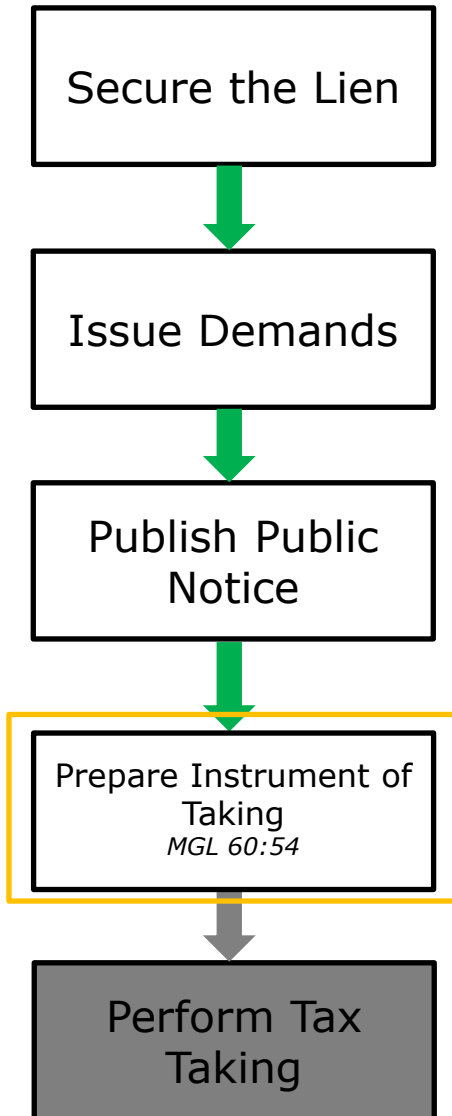 Secure the Lien
Issue Demands
Publish Public
Notice
Prepare Instrument of
Taking
MGL 60:54
Perform Tax
Taking